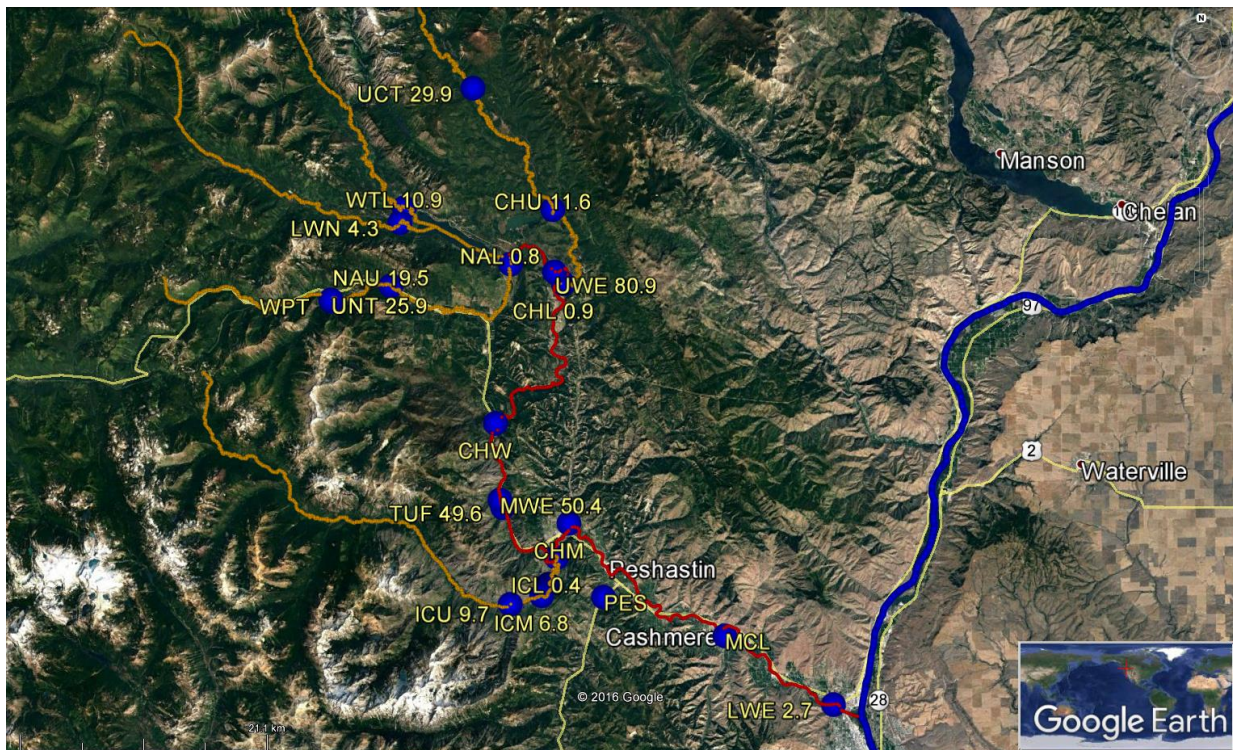 N
UCT 29.9
Manson
WTL 10.9
CHU 11.6
Chelan
LWN 4.3
NAL 0.8
NAU 19.5
UWE 80.9
WPT
UNT 25.9
CHL 0.9
97
CHW
2
Waterville
TUF 49.6
MWE 50.4
CHM
Peshastin
ICL 0.4
ICU 9.7
ICM 6.8
PES
Cashmere
MCL
© 2016 Google
LWE 2.7
28
21.1 km
Google Earth